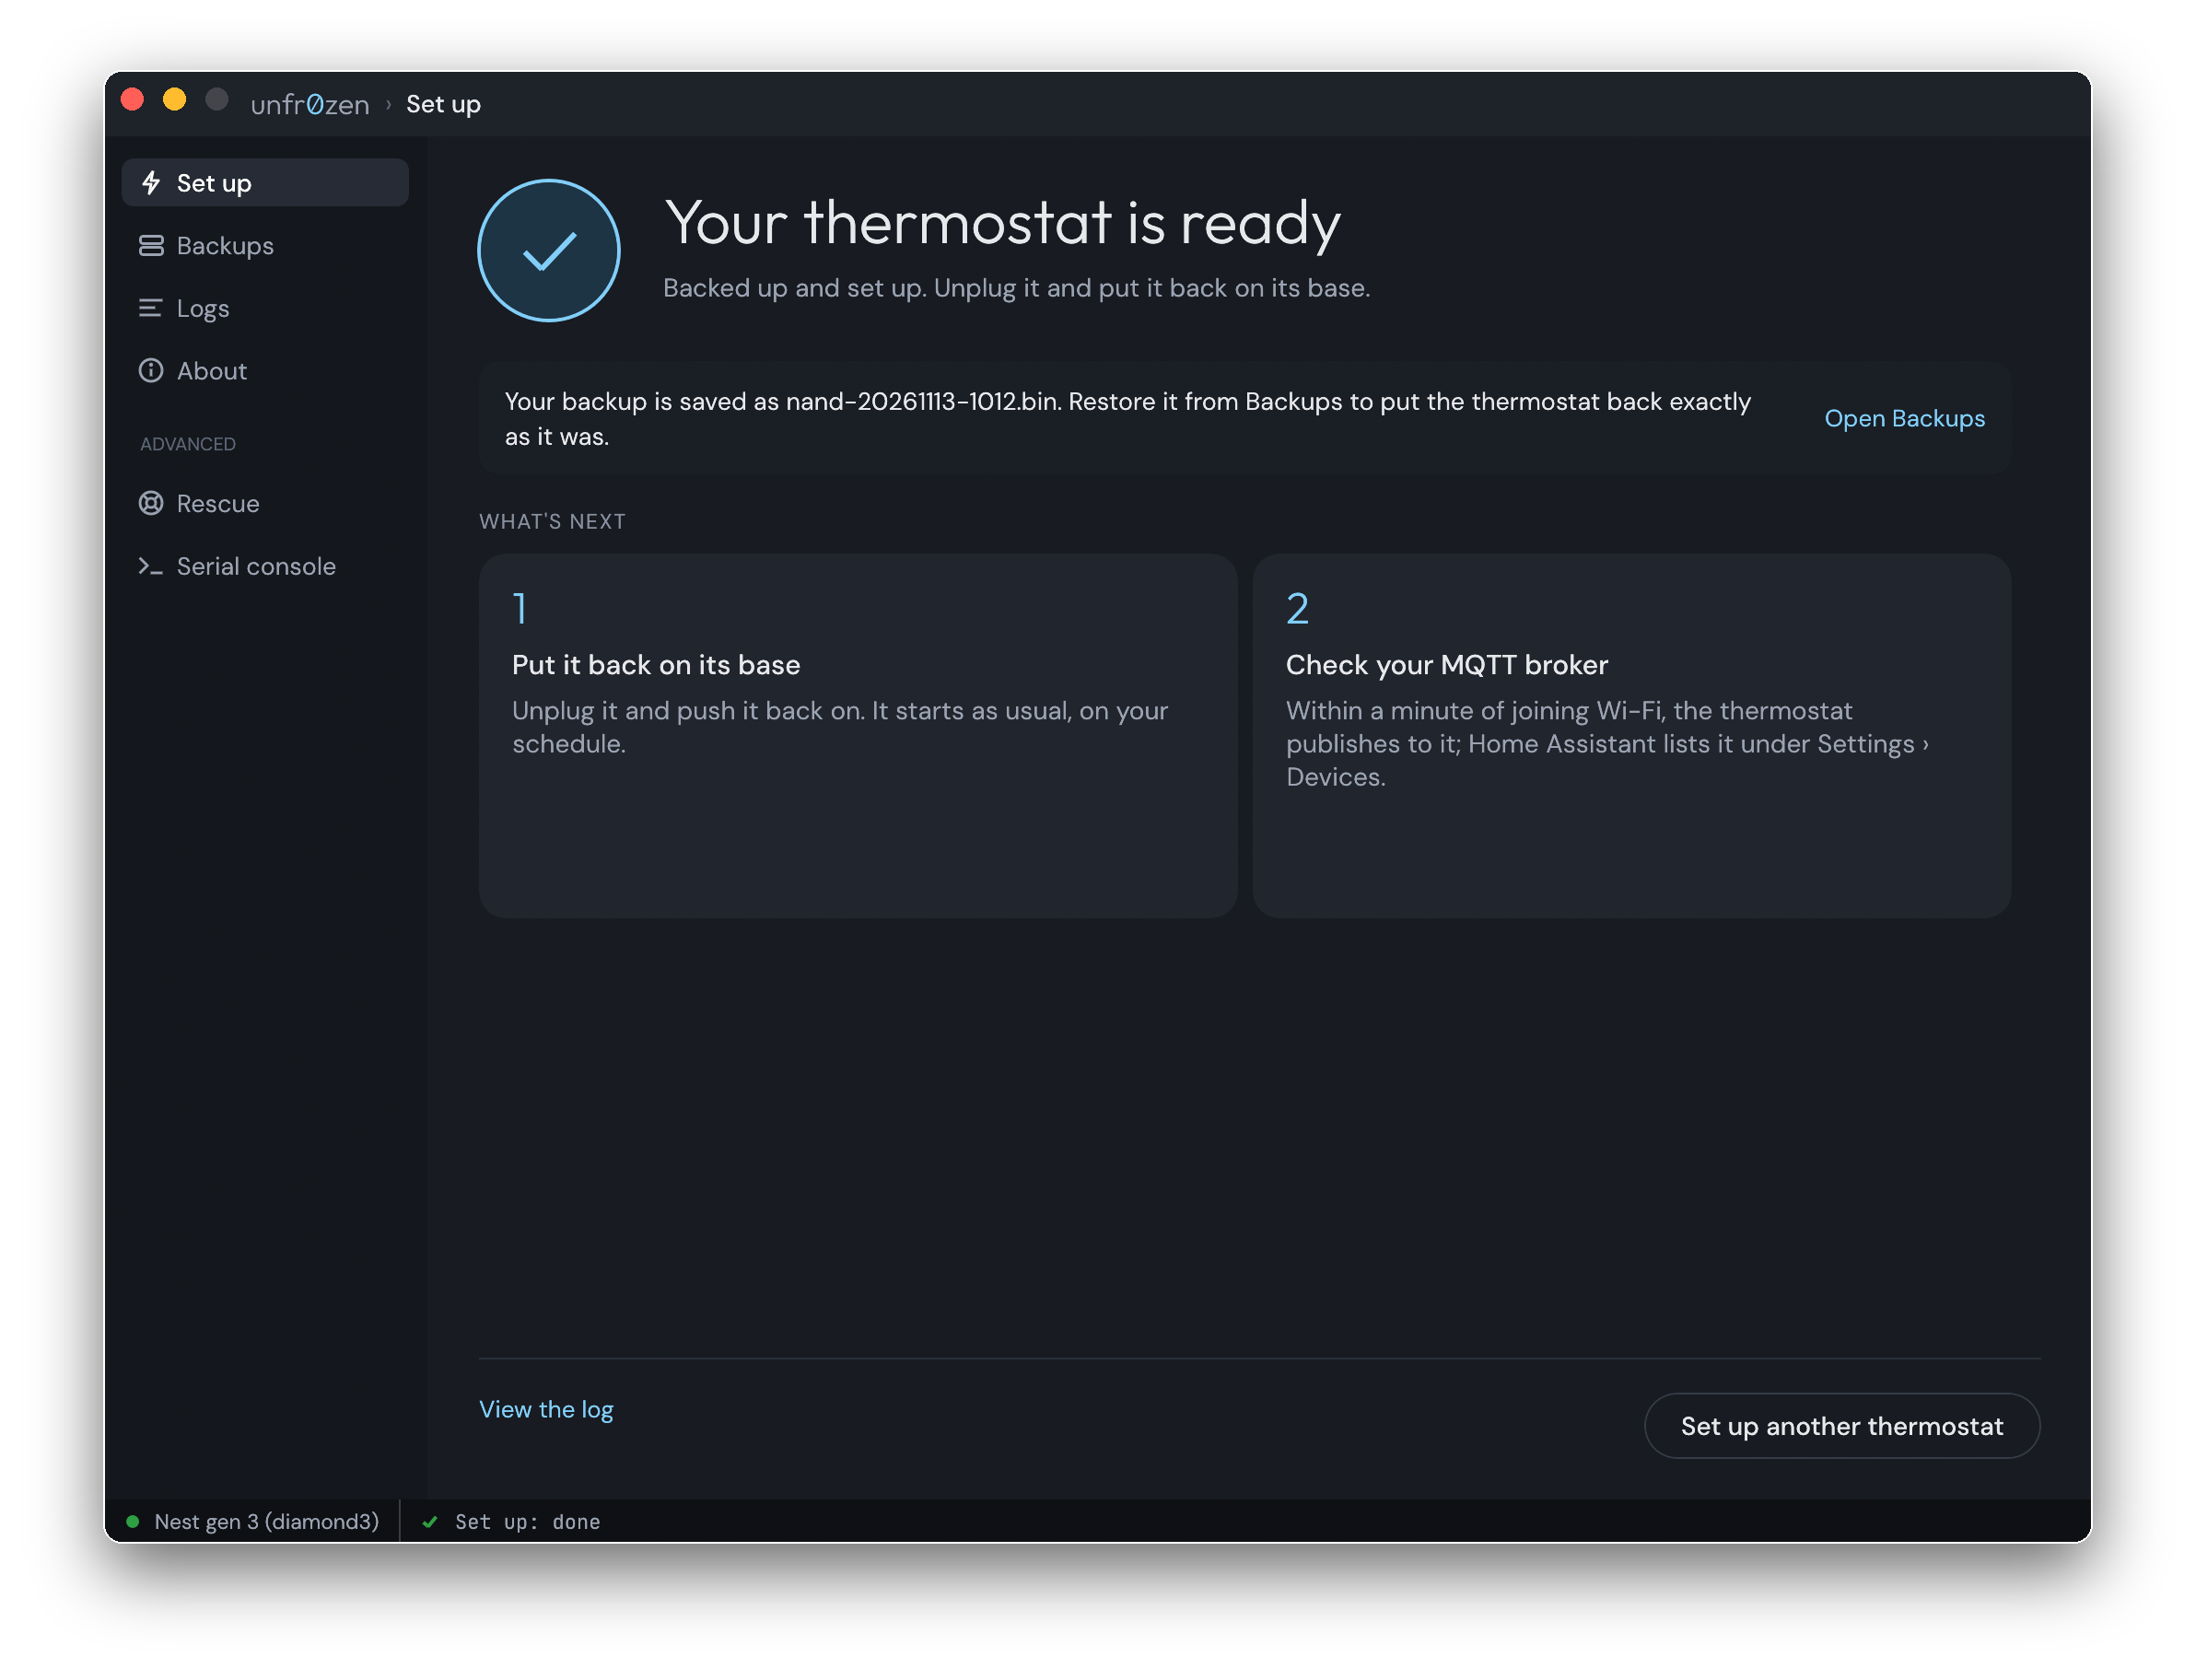 unfr0zen › Set up
Set up
Backups
Logs
About
ADVANCED
Rescue
Serial console
Your thermostat is ready
Backed up and set up. Unplug it and put it back on its base.
Your backup is saved as nand-20261113-1012.bin. Restore it from Backups to put the thermostat back exactly
as it was.
Open Backups
WHAT'S NEXT
1
Put it back on its base
Unplug it and push it back on. It starts as usual, on your
schedule.
2
Check your MQTT broker
Within a minute of joining Wi-Fi, the thermostat
publishes to it; Home Assistant lists it under Settings ›
Devices.
View the log
Set up another thermostat
Nest gen 3 (diamond3)
Set up: done